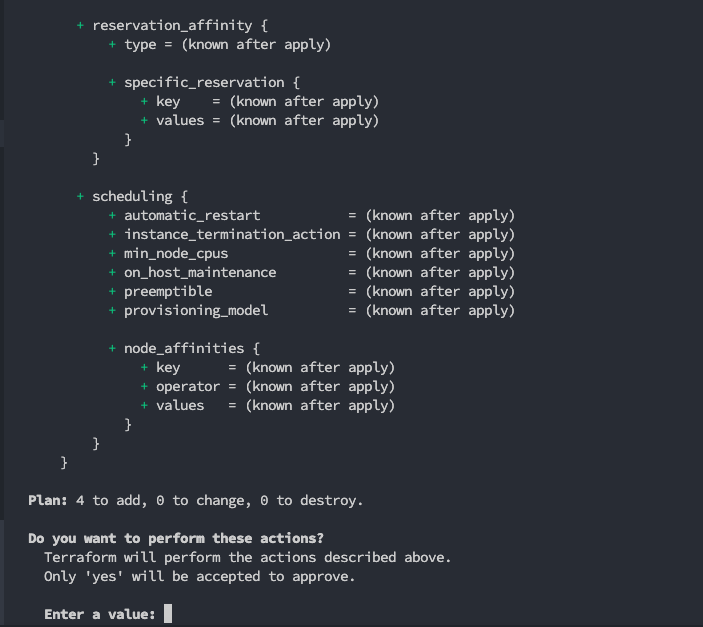 + reservation_affinity {
+ type = (known after apply)
+ specific_reservation {
+ key    = (known after apply)
+ values = (known after apply)
}
}
+ scheduling {
+ automatic_restart           = (known after apply)
+ instance_termination_action = (known after apply)
+ min_node_cpus               = (known after apply)
+ on_host_maintenance         = (known after apply)
+ preemptible                 = (known after apply)
+ provisioning_model          = (known after apply)
+ node_affinities {
+ key      = (known after apply)
+ operator = (known after apply)
+ values   = (known after apply)
}
}
}
Plan: 4 to add, 0 to change, 0 to destroy.
Do you want to perform these actions?
Terraform will perform the actions described above.
Only 'yes' will be accepted to approve.
Enter a value: